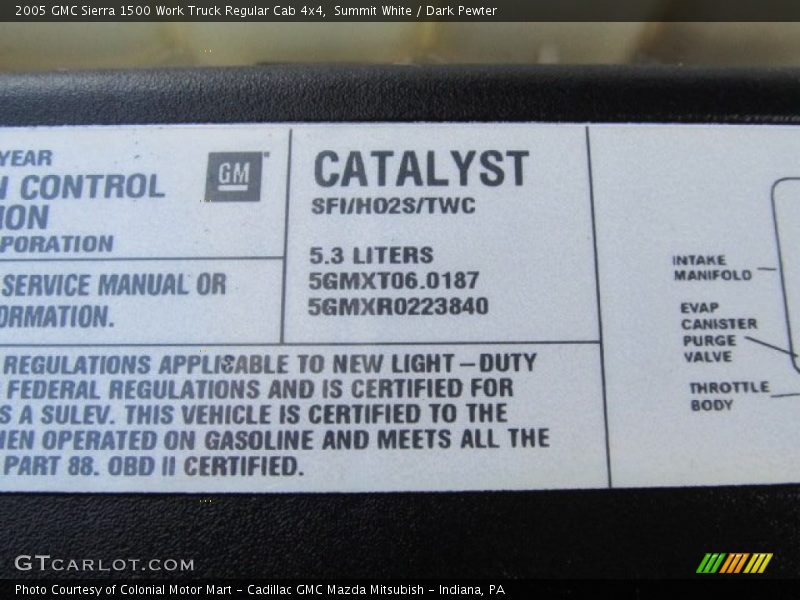 2005 GMC Sierra 1500 Work Truck Regular Cab 4x4, Summit White / Dark Pewter
YEAR
CONTROL
ION
PORATION
GM
SERVICE MANUAL OR
ORMATION.
CATALYST
SFI/HO2S/TWC
5.3 LITERS
5GMXT06.0187
5GMXR0223840
INTAKE
MANIFOLD
EVAP
CANISTER
PURGE
VALVE
THROTTLE
BODY
REGULATIONS APPLICABLE TO NEW LIGHT-DUTY
FEDERAL REGULATIONS AND IS CERTIFIED FOR
S A SULEV. THIS VEHICLE IS CERTIFIED TO THE
HEN OPERATED ON GASOLINE AND MEETS ALL THE
PART 88. OBD II CERTIFIED.
GTCARLOT.COM
Photo Courtesy of Colonial Motor Mart - Cadillac GMC Mazda Mitsubish - Indiana, PA